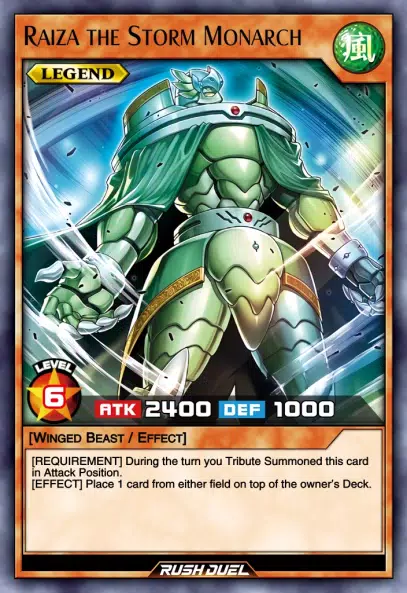 Raiza the Storm Monarch
風
LEGEND
LEVEL
6
ATK 2400 DEF 1000
[Winged Beast / Effect]
[REQUIREMENT] During the turn you Tribute Summoned this card
in Attack Position.
[EFFECT] Place 1 card from either field on top of the owner's Deck.
RUSH DUEL